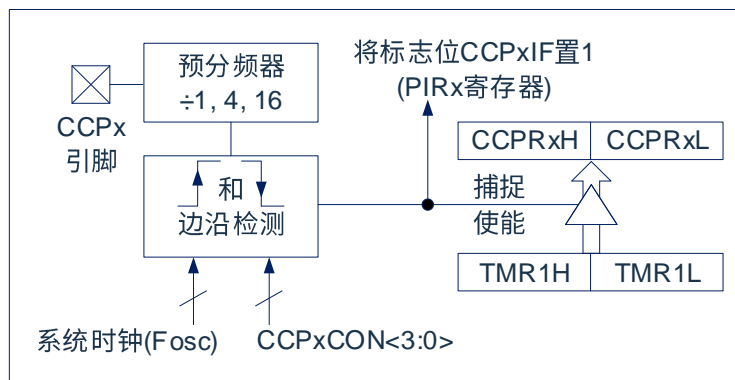 预分频器
÷1, 4, 16
CCPx
引脚
和
边沿检测
系统时钟(Fosc)
CCPxCON<3:0>
将标志位CCPxIF置1
(PIRx寄存器)
CCPRxH
CCPRxL
捕捉
使能
TMR1H
TMR1L